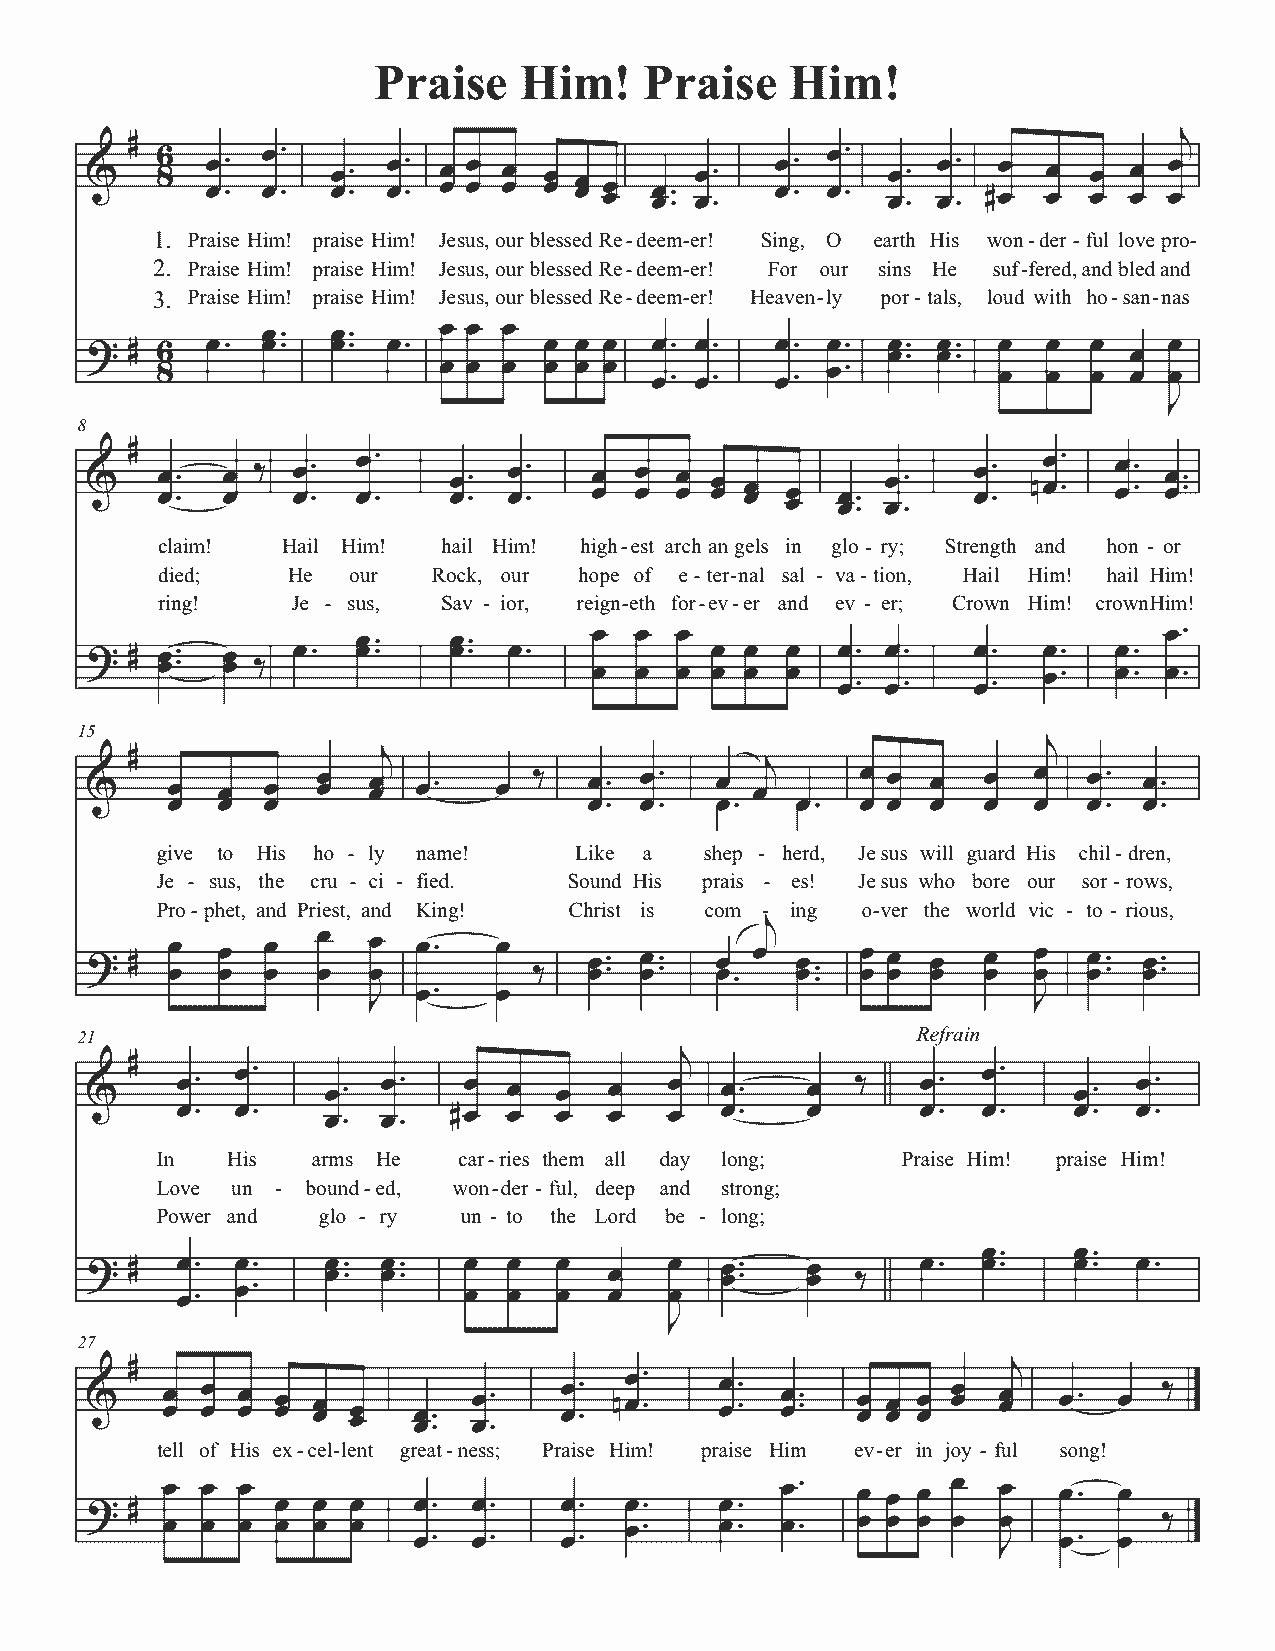 Praise Him! Praise Him!
1. Praise Him! praise Him! Jesus, our blessed Re-deem-er! Sing, O earth His won-der-ful love pro-
2. Praise Him! praise Him! Jesus, our blessed Re-deem-er! For our sins He suf-fered, and bled and
3. Praise Him! praise Him! Jesus, our blessed Re-deem-er! Heaven-ly por-tals, loud with ho-san-nas
8
claim! Hail Him! hail Him! high-est arch an gels in glo - ry; Strength and hon - or
died; He our Rock, our hope of e-ter-nal sal - va-tion, Hail Him! hail Him!
ring! Je - sus, Sav - ior, reign-eth for-ev-er and ev - er; Crown Him! crownHim!
15
give to His ho - ly name! Like a shep - herd, Je sus will guard His chil-dren,
Je - sus, the cru - ci - fied. Sound His prais - es! Je sus who bore our sor-rows,
Pro-phet, and Priest, and King! Christ is com - ing o-ver the world vic - to - rious,
21
Refrain
In His arms He car-ries them all day long; Praise Him! praise Him!
Love un - bound-ed, won-der-ful, deep and strong;
Power and glo - ry un - to the Lord be - long;
27
tell of His ex-cel-lent great-ness; Praise Him! praise Him ev-er in joy - ful song!